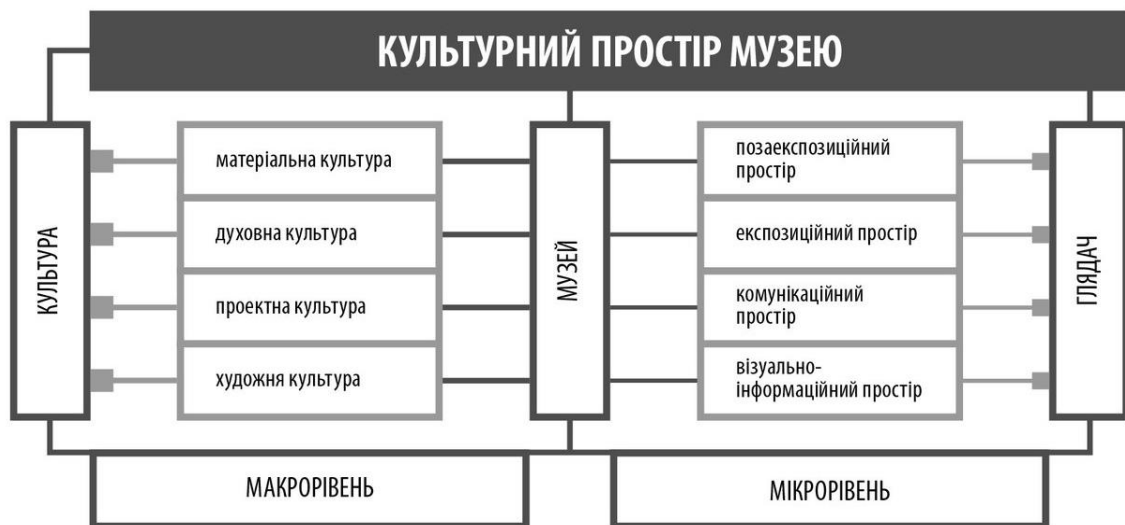 КУЛЬТУРНИЙ ПРОСТІР МУЗЕЮ
КУЛЬТУРА
матеріальна культура
духовна культура
проектна культура
художня культура
МУЗЕЙ
позаекспозиційний
простір
експозиційний простір
комунікаційний
простір
візуально-
інформаційний простір
ГЛЯДАЧ
МАКРОРІВЕНЬ
МІКРОРІВЕНЬ